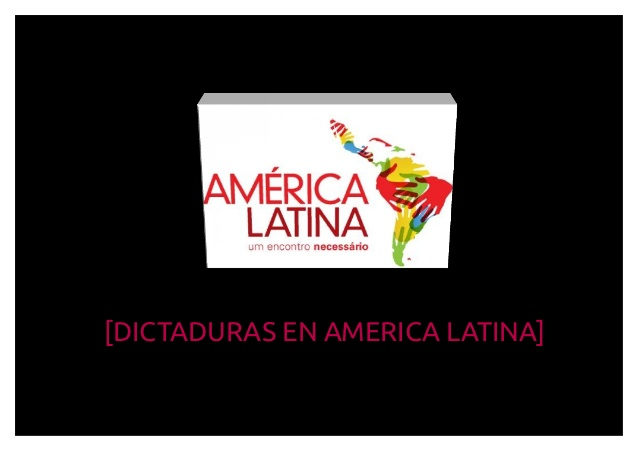 AMÉRICA
LATINA
um encontro necessário
[DICTADURAS EN AMERICA LATINA]